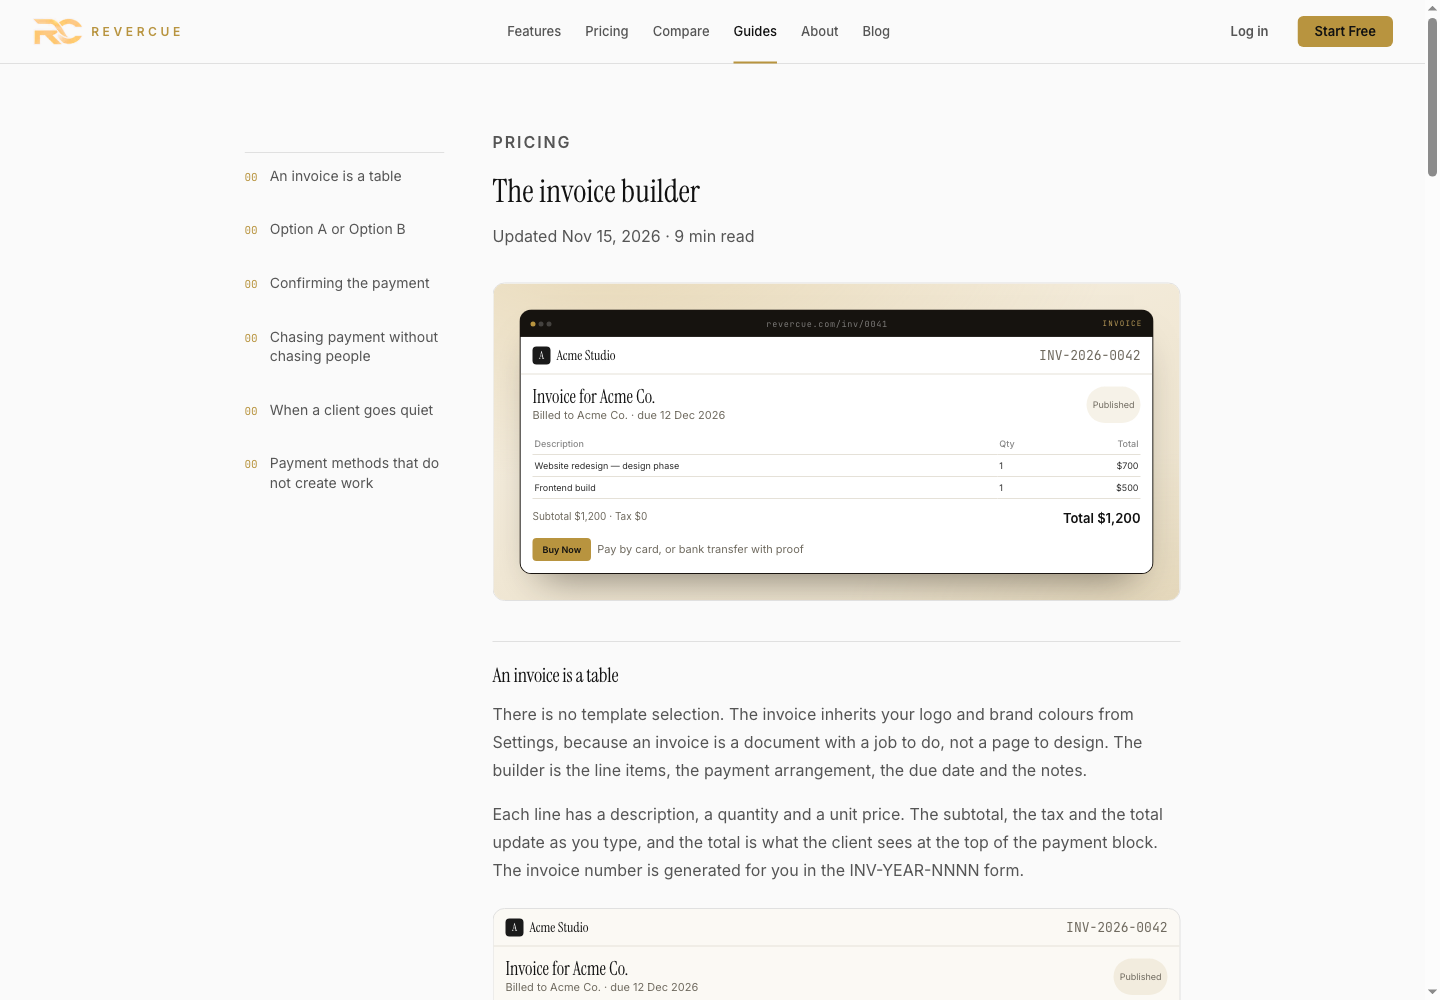 RC REVERCUE
Features Pricing Compare Guides About Blog
Log in Start Free
00 An invoice is a table
00 Option A or Option B
00 Confirming the payment
00 Chasing payment without
chasing people
00 When a client goes quiet
00 Payment methods that do
not create work
PRICING
The invoice builder
Updated Nov 15, 2026 · 9 min read
revercue.com/inv/0041 INVOICE
A Acme Studio INV-2026-0042
Invoice for Acme Co.
Billed to Acme Co. · due 12 Dec 2026
Published
Description Qty Total
Website redesign — design phase 1 $700
Frontend build 1 $500
Subtotal $1,200 · Tax $0 Total $1,200
Buy Now Pay by card, or bank transfer with proof
An invoice is a table
There is no template selection. The invoice inherits your logo and brand colours from
Settings, because an invoice is a document with a job to do, not a page to design. The
builder is the line items, the payment arrangement, the due date and the notes.
Each line has a description, a quantity and a unit price. The subtotal, the tax and the total
update as you type, and the total is what the client sees at the top of the payment block.
The invoice number is generated for you in the INV-YEAR-NNNN form.
A Acme Studio INV-2026-0042
Invoice for Acme Co.
Billed to Acme Co. · due 12 Dec 2026
Published